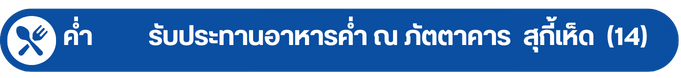 ค่ำ รับประทานอาหารค่ำ ณ ภัตตาคาร สุกี้เห็ด (14)